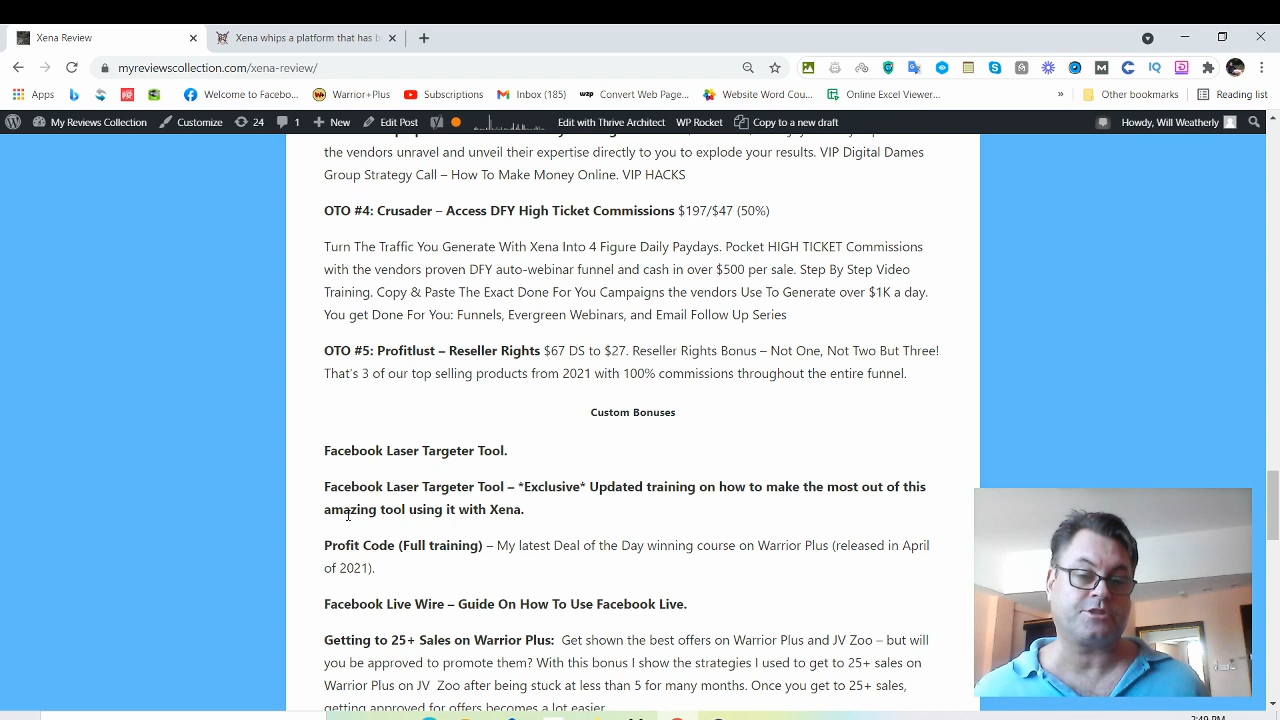 Xena Review
Xena whips a platform that has b
myreviewscollection.com/xena-review/
Apps
Welcome to Facebo...
Warrior+Plus
Subscriptions
Inbox (185)
Convert Web Page...
Website Word Cou...
Online Excel Viewer...
»
Other bookmarks
Reading list
My Reviews Collection
Customize
24
1
New
Edit Post
Edit with Thrive Architect
WP Rocket
Copy to a new draft
Howdy, Will Weatherly
the vendors unravel and unveil their expertise directly to you to explode your results. VIP Digital Dames
Group Strategy Call – How To Make Money Online. VIP HACKS
OTO #4: Crusader – Access DFY High Ticket Commissions $197/$47 (50%)
Turn The Traffic You Generate With Xena Into 4 Figure Daily Paydays. Pocket HIGH TICKET Commissions
with the vendors proven DFY auto-webinar funnel and cash in over $500 per sale. Step By Step Video
Training. Copy & Paste The Exact Done For You Campaigns the vendors Use To Generate over $1K a day.
You get Done For You: Funnels, Evergreen Webinars, and Email Follow Up Series
OTO #5: Profitlust – Reseller Rights $67 DS to $27. Reseller Rights Bonus – Not One, Not Two But Three!
That's 3 of our top selling products from 2021 with 100% commissions throughout the entire funnel.
Custom Bonuses
Facebook Laser Targeter Tool.
Facebook Laser Targeter Tool – *Exclusive* Updated training on how to make the most out of this
amazing tool using it with Xena.
Profit Code (Full training) – My latest Deal of the Day winning course on Warrior Plus (released in April
of 2021).
Facebook Live Wire – Guide On How To Use Facebook Live.
Getting to 25+ Sales on Warrior Plus: Get shown the best offers on Warrior Plus and JV Zoo – but will
you be approved to promote them? With this bonus I show the strategies I used to get to 25+ sales on
Warrior Plus on JV Zoo after being stuck at less than 5 for many months. Once you get to 25+ sales,
getting approved for offers becomes a lot easier.